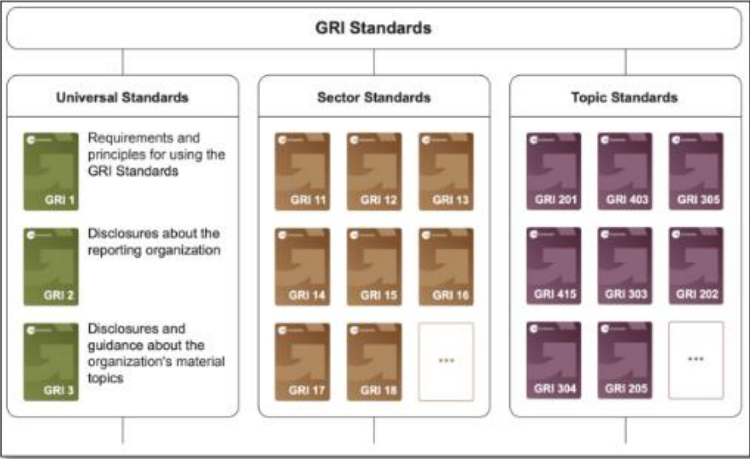 GRI Standards
Universal Standards
GRI 1
Requirements and
principles for using the
GRI Standards
GRI 2
Disclosures about the
reporting organization
GRI 3
Disclosures and
guidance about the
organization's material
topics
Sector Standards
GRI 11 GRI 12 GRI 13
GRI 14 GRI 15 GRI 16
GRI 17 GRI 18 ...
Topic Standards
GRI 201 GRI 403 GRI 305
GRI 415 GRI 303 GRI 202
GRI 304 GRI 205 ...